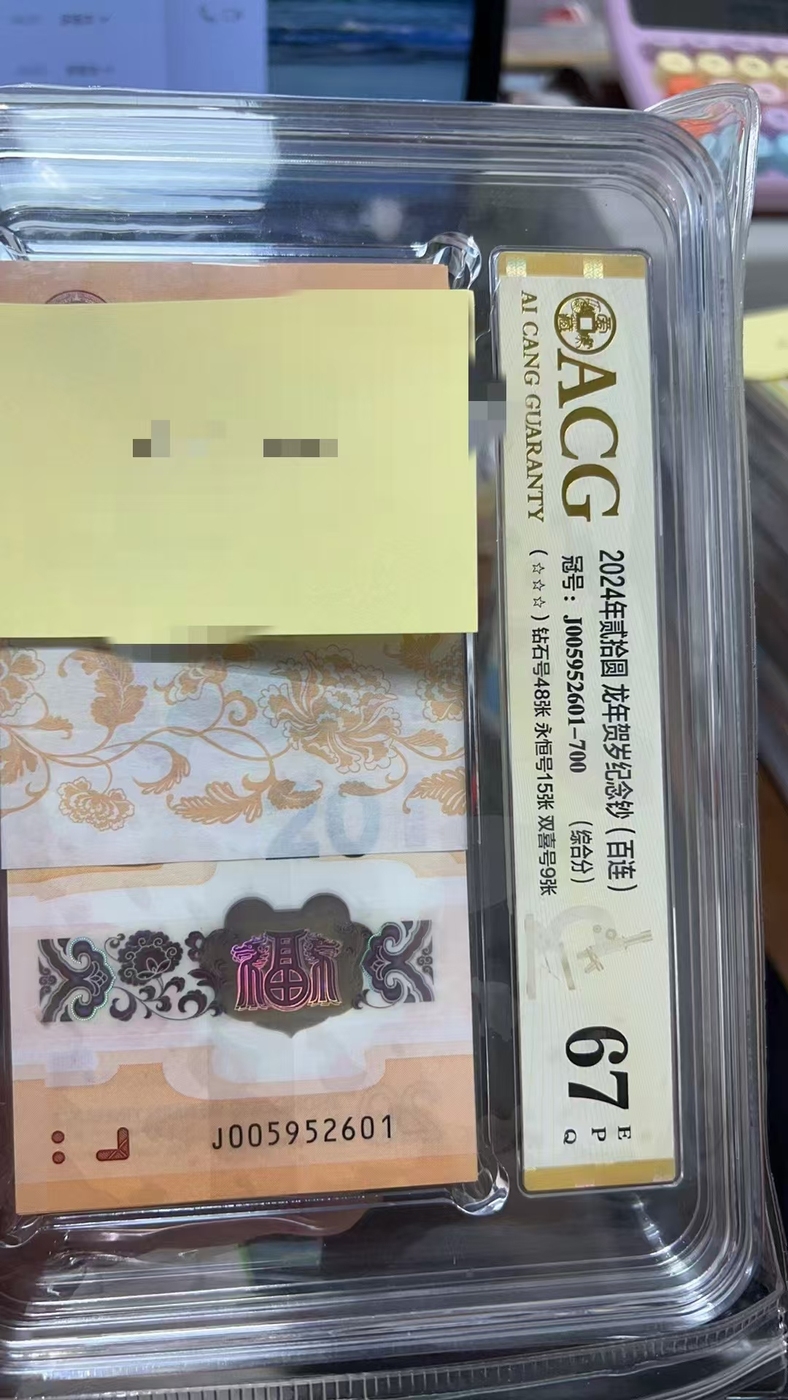 ACG
AI CANG GUARANTY
2024年贰拾圆 龙年贺岁纪念钞（百连）
冠号：J005952601-700 （综合分）
（☆☆☆）钻石号48张 永恒号15张 双喜号9张
67
E
P
Q
20
福
J005952601